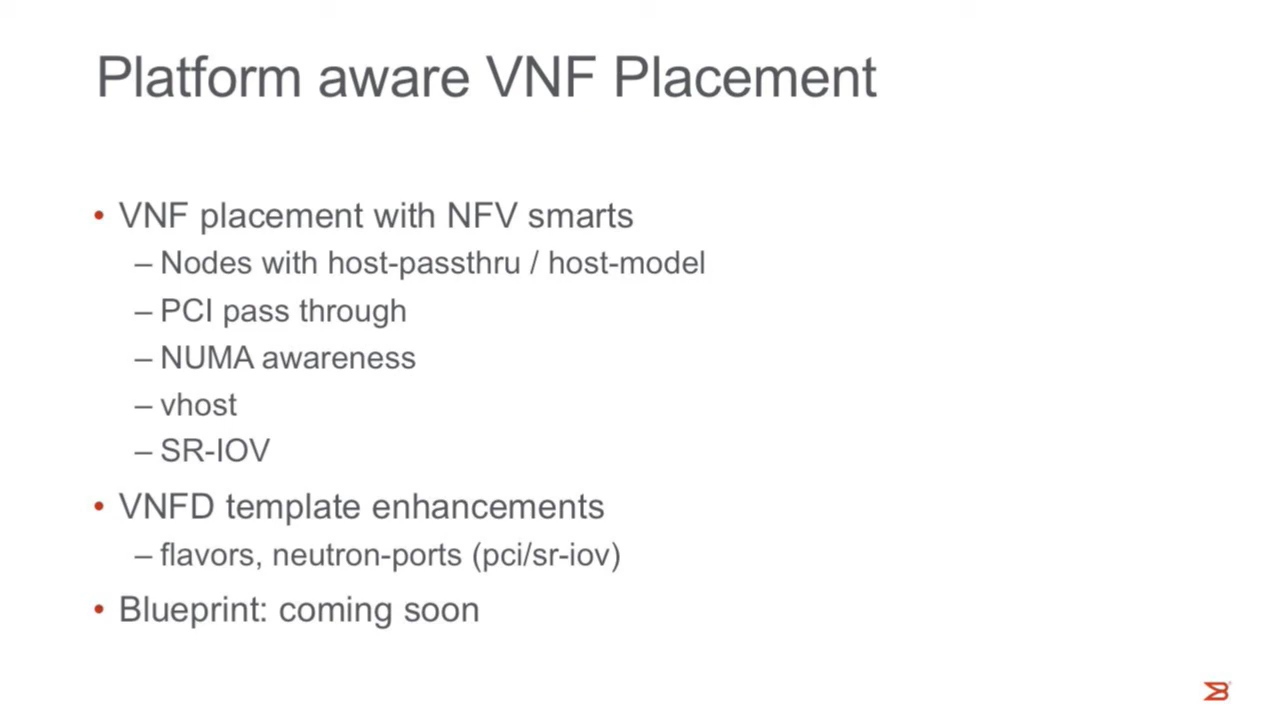 Platform aware VNF Placement
• VNF placement with NFV smarts
– Nodes with host-passthru / host-model
– PCI pass through
– NUMA awareness
– vhost
– SR-IOV
• VNFD template enhancements
– flavors, neutron-ports (pci/sr-iov)
• Blueprint: coming soon